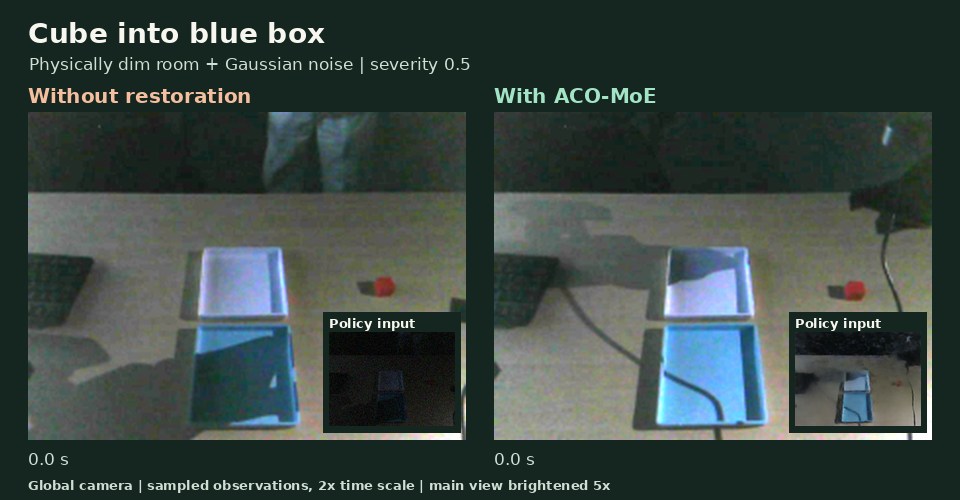 Cube into blue box
Physically dim room + Gaussian noise | severity 0.5
Without restoration
With ACO-MoE
Policy input
Policy input
0.0 s
0.0 s
Global camera | sampled observations, 2x time scale | main view brightened 5x